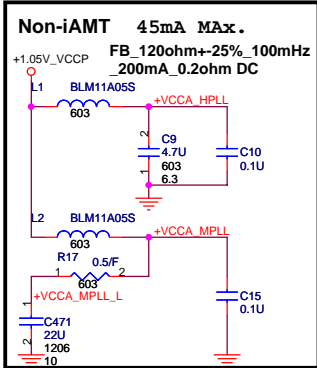 Non-iAMT 45mA MAx.
FB_120ohm+-25%_100mHz
_200mA_0.2ohm DC
+1.05V_VCCP
L1 BLM11A05S
603
+VCCA_HPLL
2
C9
4.7U
603
6.3
1
C10
0.1U
L2 BLM11A05S
603
+VCCA_MPLL
R17 0.5/F
1 2
603
+VCCA_MPLL_L
1
C471
22U
1206
10
2
C15
0.1U